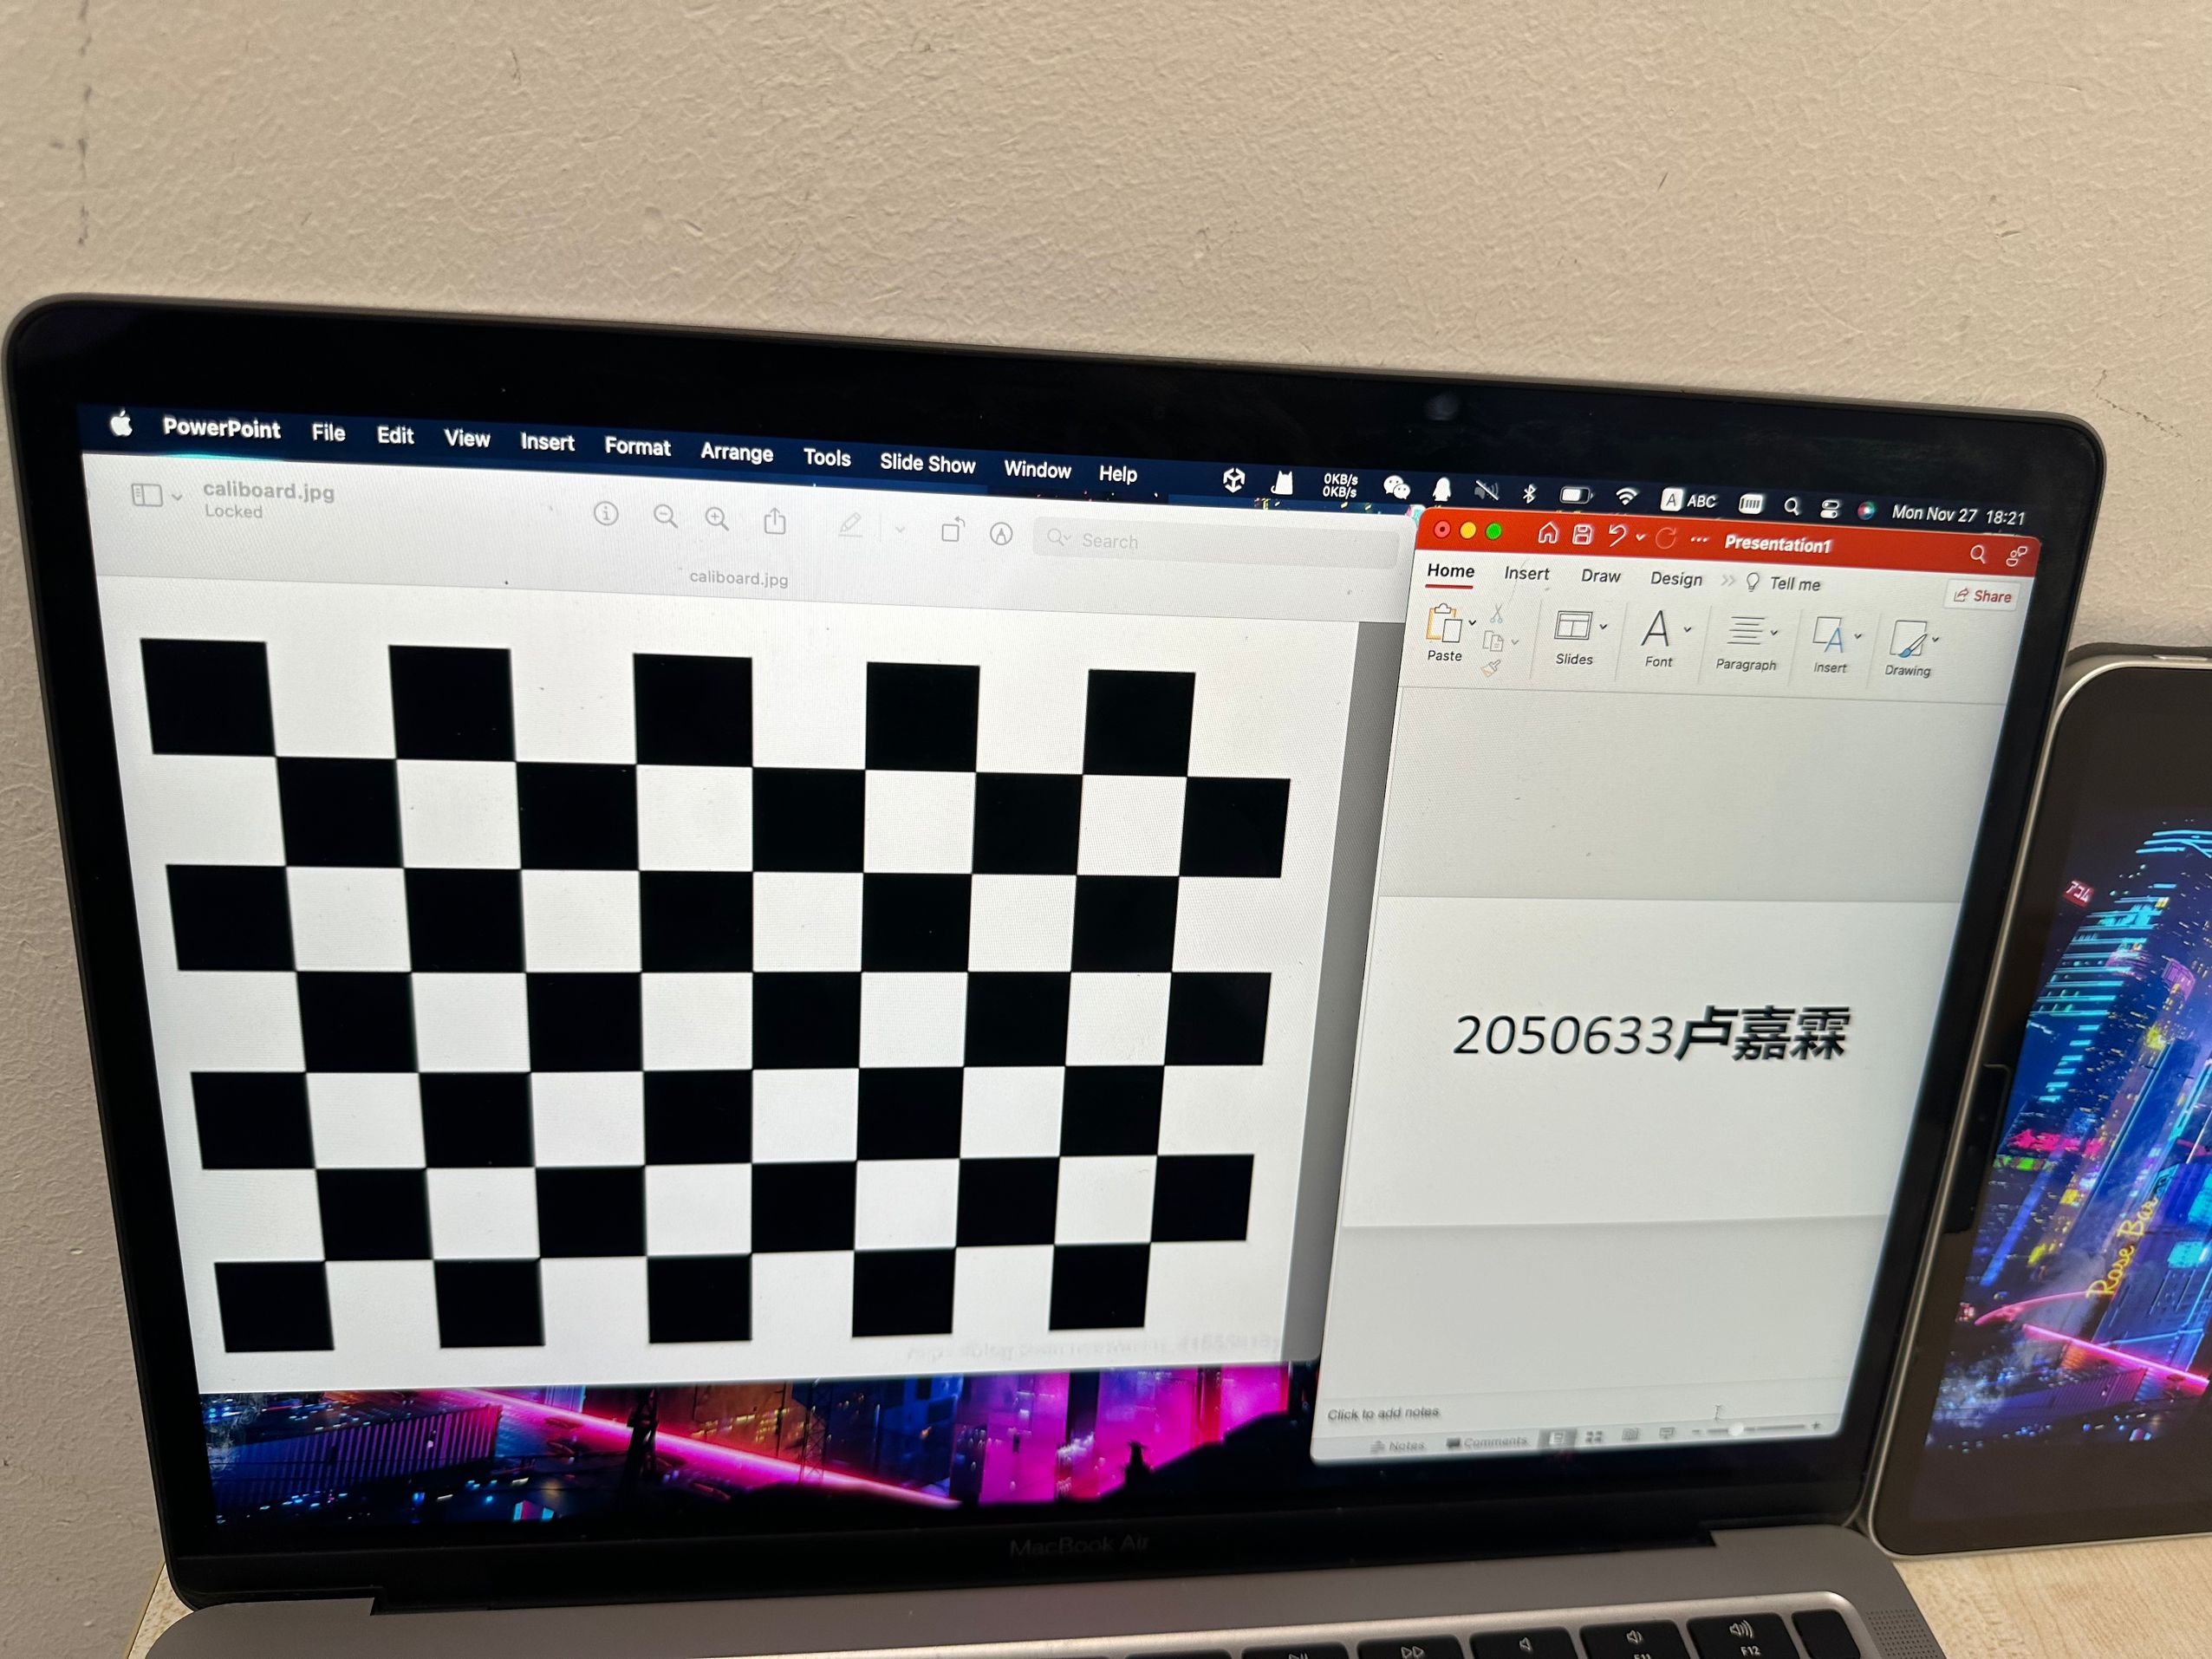 PowerPoint File Edit View Insert Format Arrange Tools Slide Show Window Help 0KB/s ABC Mon Nov 27 18:21
0KB/s
caliboard.jpg
Locked
Search
caliboard.jpg
Presentation1
Home Insert Draw Design Tell me
Share
Paste Slides Font Paragraph Insert Drawing
2050633卢嘉霖
Click to add notes
Notes Comments
MacBook Air
F11 F12
Rose Bar